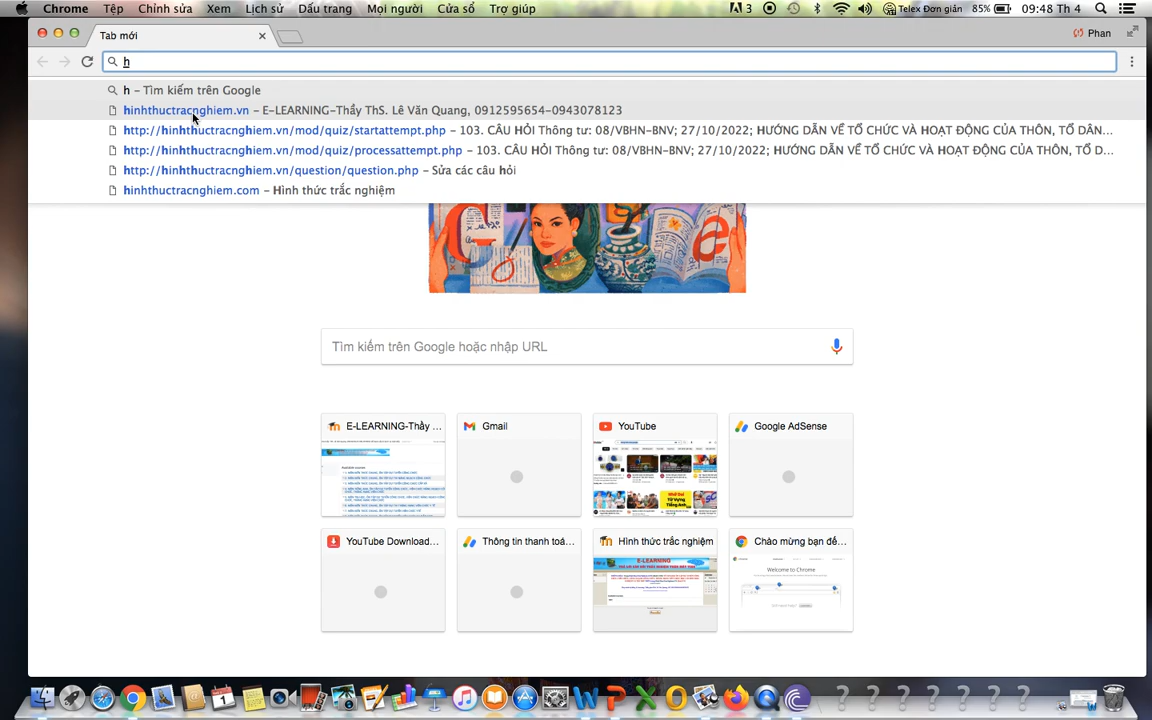 Chrome Tệp Chỉnh sửa Xem Lịch sử Dấu trang Mọi người Cửa sổ Trợ giúp 3 Telex Đơn giản 85% 09:48 Th 4
Tab mới Phan
h
h – Tìm kiếm trên Google
hinhthuctracnghiem.vn – E-LEARNING-Thầy ThS. Lê Văn Quang, 0912595654-0943078123
http://hinhthuctracnghiem.vn/mod/quiz/startattempt.php – 103. CÂU HỎI Thông tư: 08/VBHN-BNV; 27/10/2022; HƯỚNG DẪN VỀ TỔ CHỨC VÀ HOẠT ĐỘNG CỦA THÔN, TỔ DÂN...
http://hinhthuctracnghiem.vn/mod/quiz/processattempt.php – 103. CÂU HỎI Thông tư: 08/VBHN-BNV; 27/10/2022; HƯỚNG DẪN VỀ TỔ CHỨC VÀ HOẠT ĐỘNG CỦA THÔN, TỔ D...
http://hinhthuctracnghiem.vn/question/question.php – Sửa các câu hỏi
hinhthuctracnghiem.com – Hình thức trắc nghiệm
Tìm kiếm trên Google hoặc nhập URL
E-LEARNING-Thầy ... Gmail YouTube Google AdSense
YouTube Download... Thông tin thanh toá... Hình thức trắc nghiệm Chào mừng bạn đế...
E-LEARNING
Welcome to Chrome